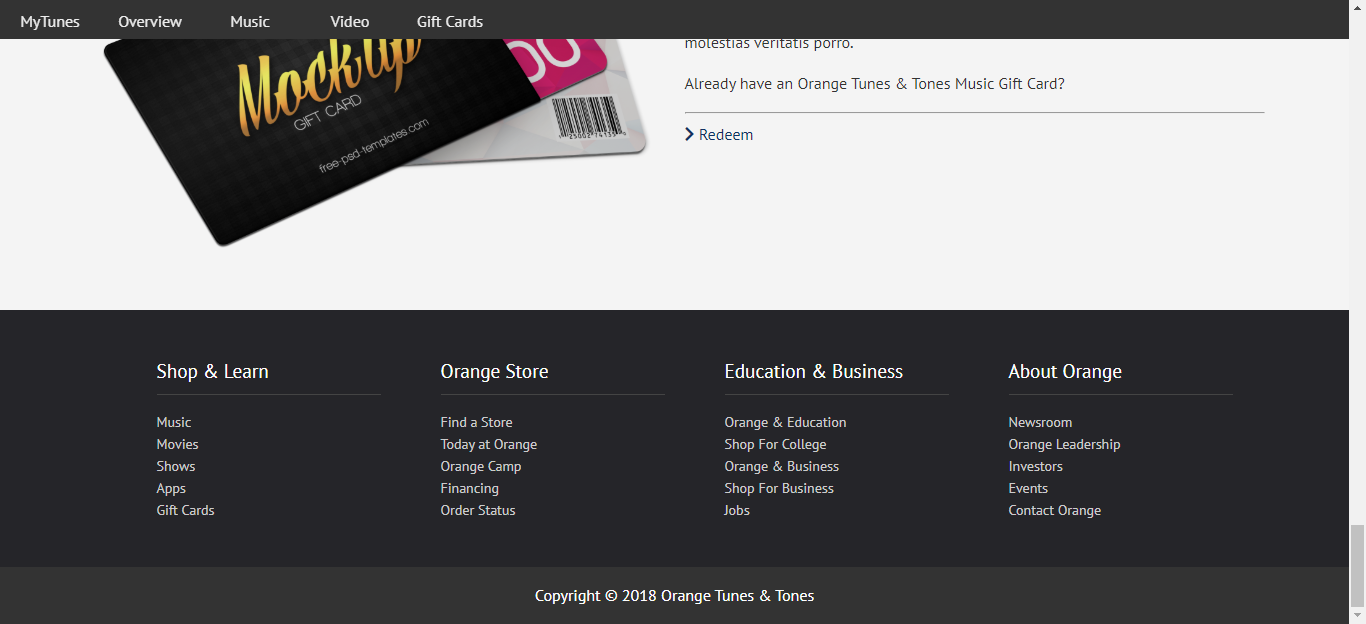 MyTunes Overview Music Video Gift Cards
molestias veritatis porro.
Already have an Orange Tunes & Tones Music Gift Card?
Redeem
MockUp
GIFT CARD
free-psd-templates.com
Shop & Learn
Music
Movies
Shows
Apps
Gift Cards
Orange Store
Find a Store
Today at Orange
Orange Camp
Financing
Order Status
Education & Business
Orange & Education
Shop For College
Orange & Business
Shop For Business
Jobs
About Orange
Newsroom
Orange Leadership
Investors
Events
Contact Orange
Copyright © 2018 Orange Tunes & Tones